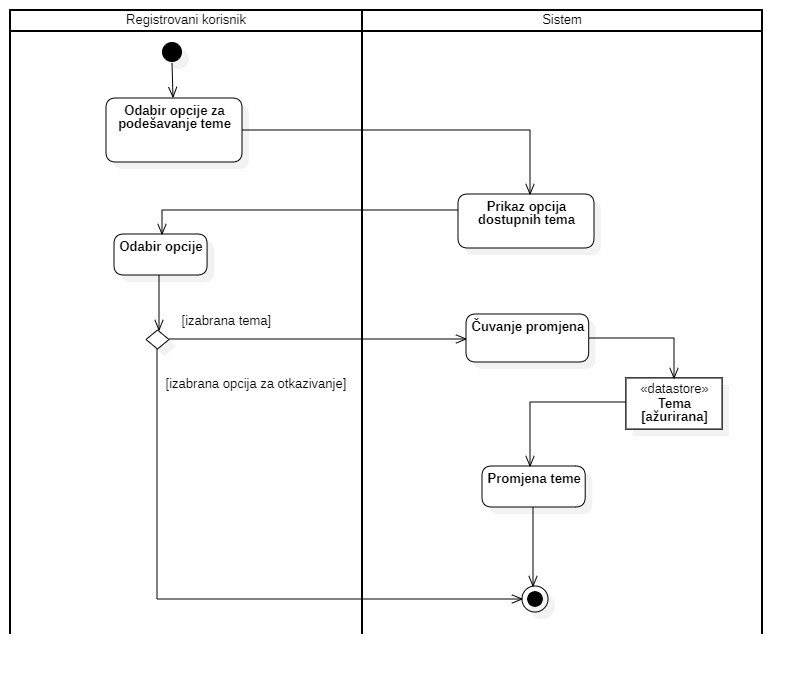 Registrovani korisnik
Sistem
Odabir opcije za
podešavanje teme
Prikaz opcija
dostupnih tema
Odabir opcije
[izabrana tema]
Čuvanje promjena
[izabrana opcija za otkazivanje]
«datastore»
Tema
[ažurirana]
Promjena teme